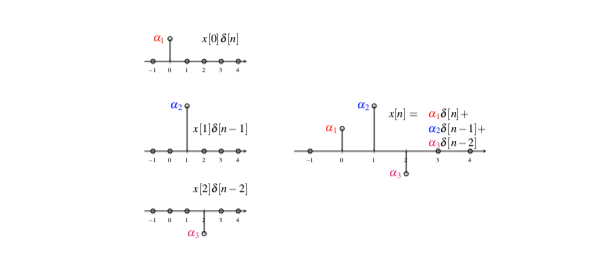 α₁ x[0]δ[n]
−1 0 1 2 3 4
α₂
x[1]δ[n−1]
−1 0 1 2 3 4
x[2]δ[n−2]
−1 0 1 2 3 4
α₃
α₂ x[n] = α₁δ[n]+
α₁ α₂δ[n−1]+
α₃δ[n−2]
−1 0 1 2 3 4
α₃